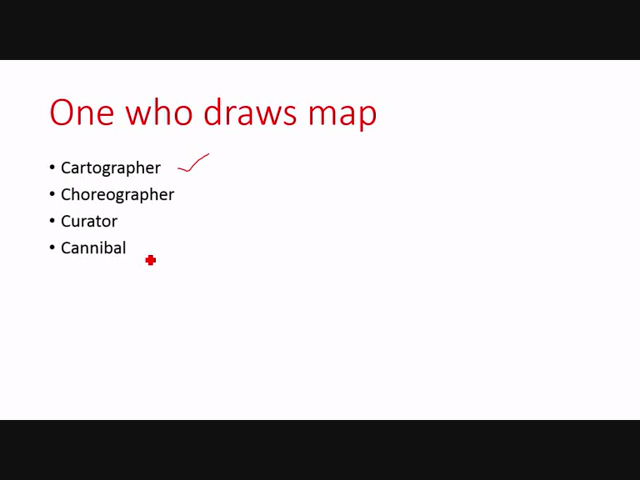 One who draws map
• Cartographer
• Choreographer
• Curator
• Cannibal